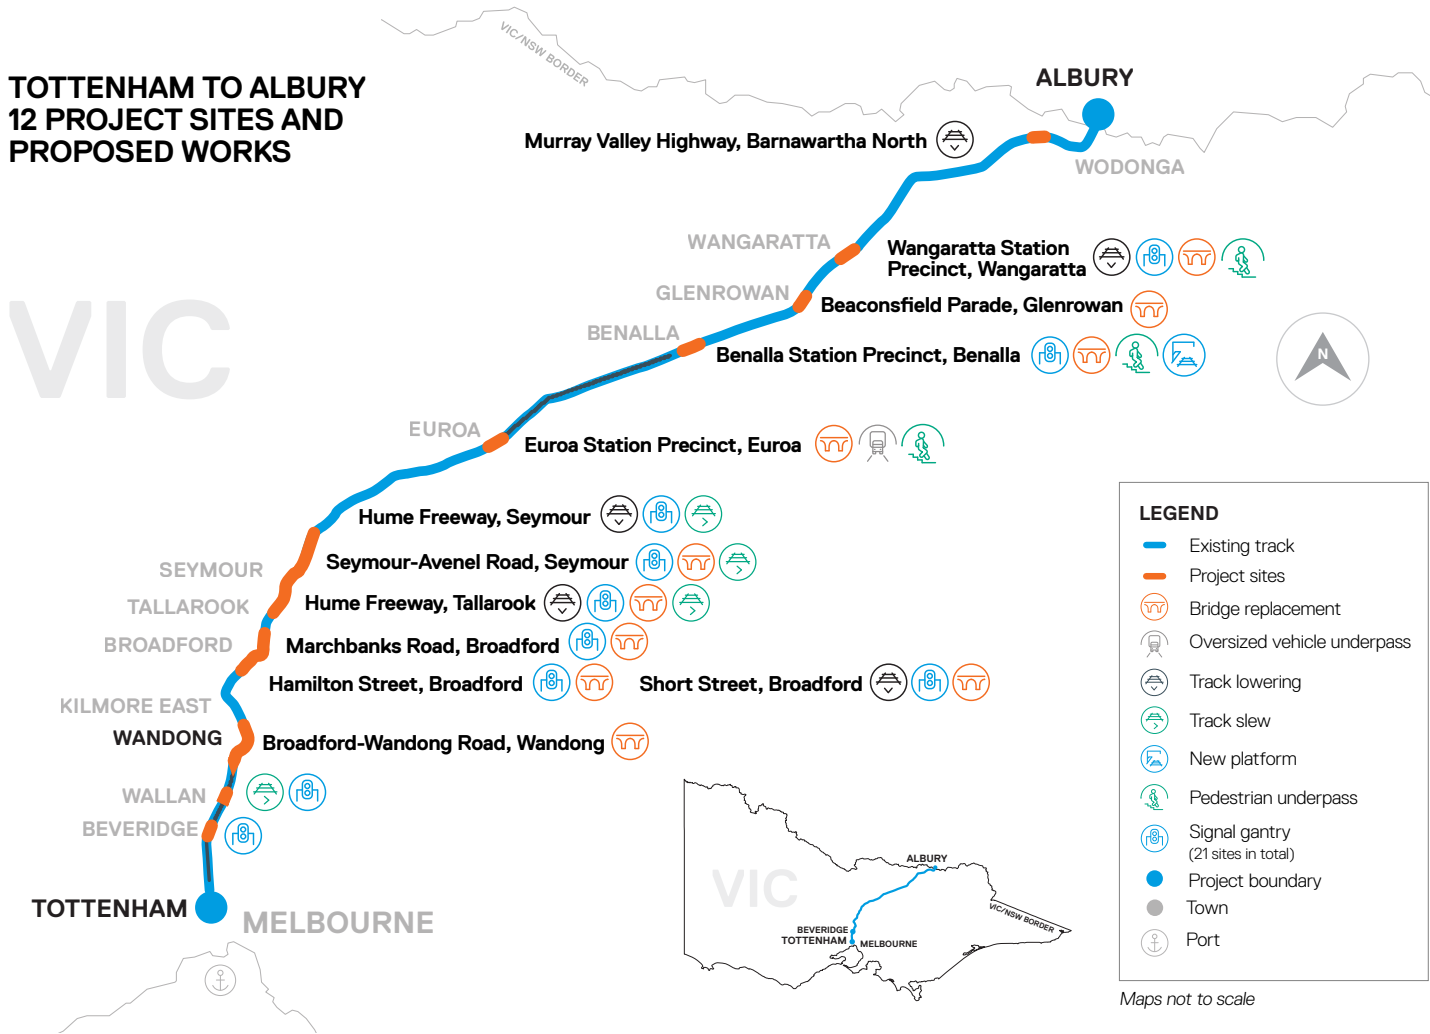 TOTTENHAM TO ALBURY
12 PROJECT SITES AND
PROPOSED WORKS
VIC/NSW BORDER
ALBURY
Murray Valley Highway, Barnawartha North
WODONGA
WANGARATTA
Wangaratta Station
Precinct, Wangaratta
GLENROWAN
Beaconsfield Parade, Glenrowan
VIC
BENALLA
Benalla Station Precinct, Benalla
N
EUROA
Euroa Station Precinct, Euroa
Hume Freeway, Seymour
SEYMOUR
Seymour-Avenel Road, Seymour
TALLAROOK
Hume Freeway, Tallarook
BROADFORD
Marchbanks Road, Broadford
Hamilton Street, Broadford
Short Street, Broadford
KILMORE EAST
WANDONG
Broadford-Wandong Road, Wandong
WALLAN
BEVERIDGE
TOTTENHAM
MELBOURNE
ALBURY
VIC
VIC/NSW BORDER
BEVERIDGE
TOTTENHAM
MELBOURNE
LEGEND
Existing track
Project sites
Bridge replacement
Oversized vehicle underpass
Track lowering
Track slew
New platform
Pedestrian underpass
Signal gantry
(21 sites in total)
Project boundary
Town
Port
Maps not to scale